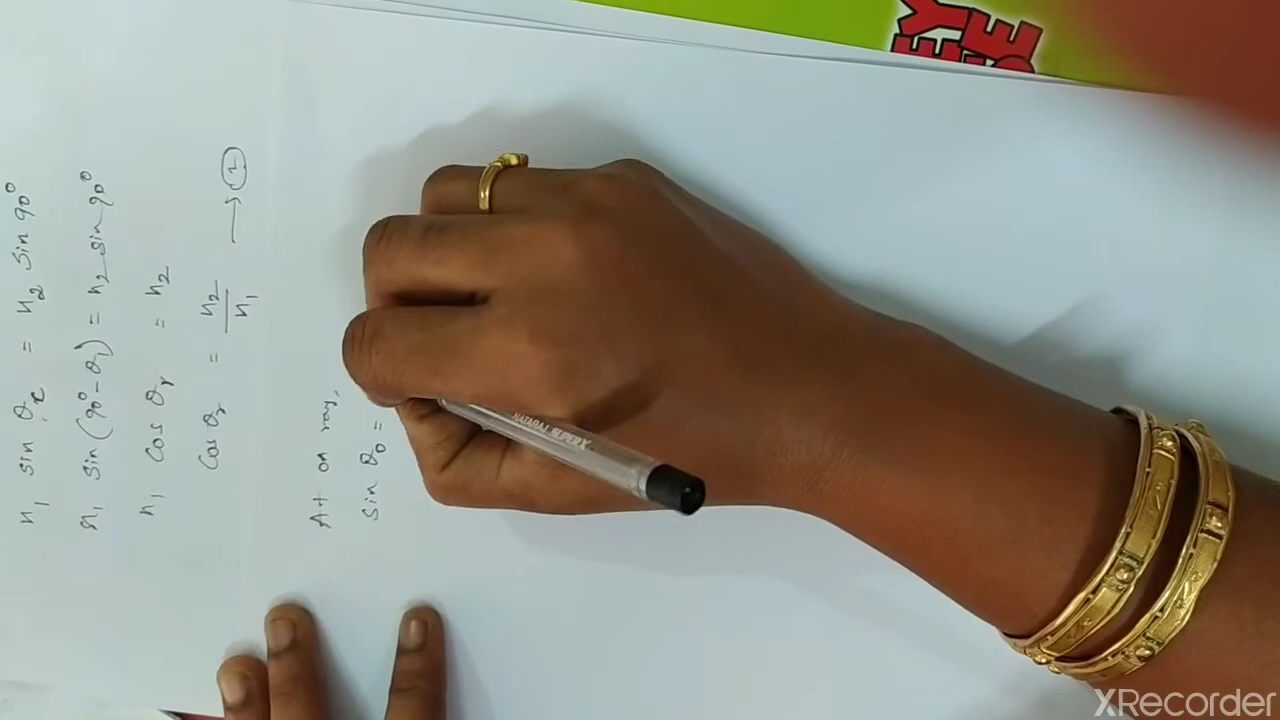 n₁ sin θc = n₂ sin 90°
n₁ sin (90° - θr) = n₂ sin 90°
n₁ cos θr = n₂
cos θr = n₂/n₁ → ①
At on ray,
sin θ₀ =
NATARAJ SUPERX
XRecorder